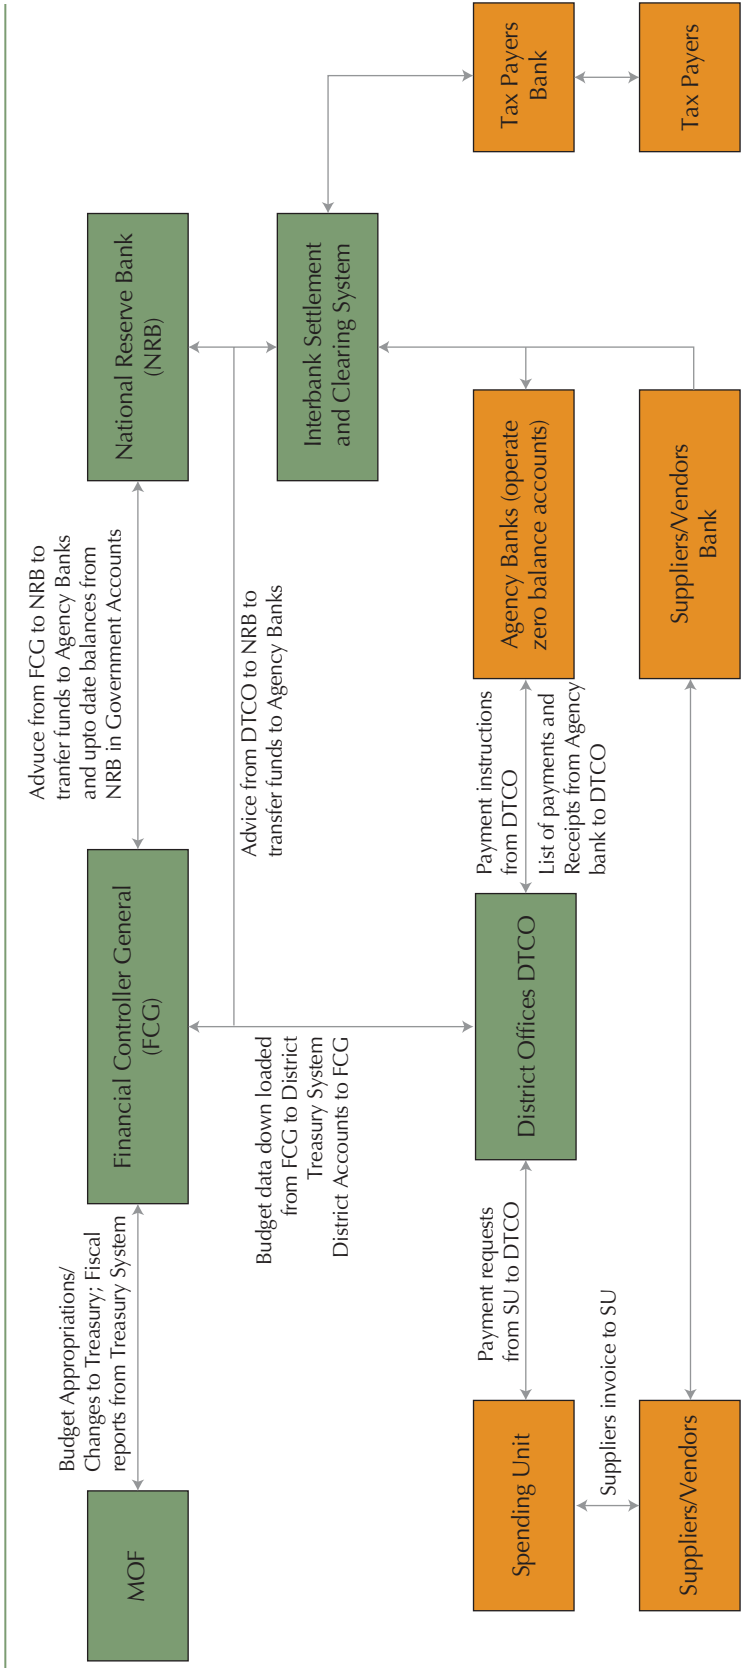 MOF
Budget Appropriations/
Changes to Treasury; Fiscal
reports from Treasury System
Financial Controller General
(FCG)
Advuce from FCG to NRB to
tranfer funds to Agency Banks
and upto date balances from
NRB in Government Accounts
National Reserve Bank
(NRB)
Budget data down loaded
from FCG to District
Treasury System
District Accounts to FCG
Advice from DTCO to NRB to
transfer funds to Agency Banks
Interbank Settlement
and Clearing System
Spending Unit
Payment requests
from SU to DTCO
District Offices DTCO
Payment instructions
from DTCO
List of payments and
Receipts from Agency
bank to DTCO
Agency Banks (operate
zero balance accounts)
Tax Payers
Bank
Suppliers invoice to SU
Suppliers/Vendors
Suppliers/Vendors
Bank
Tax Payers